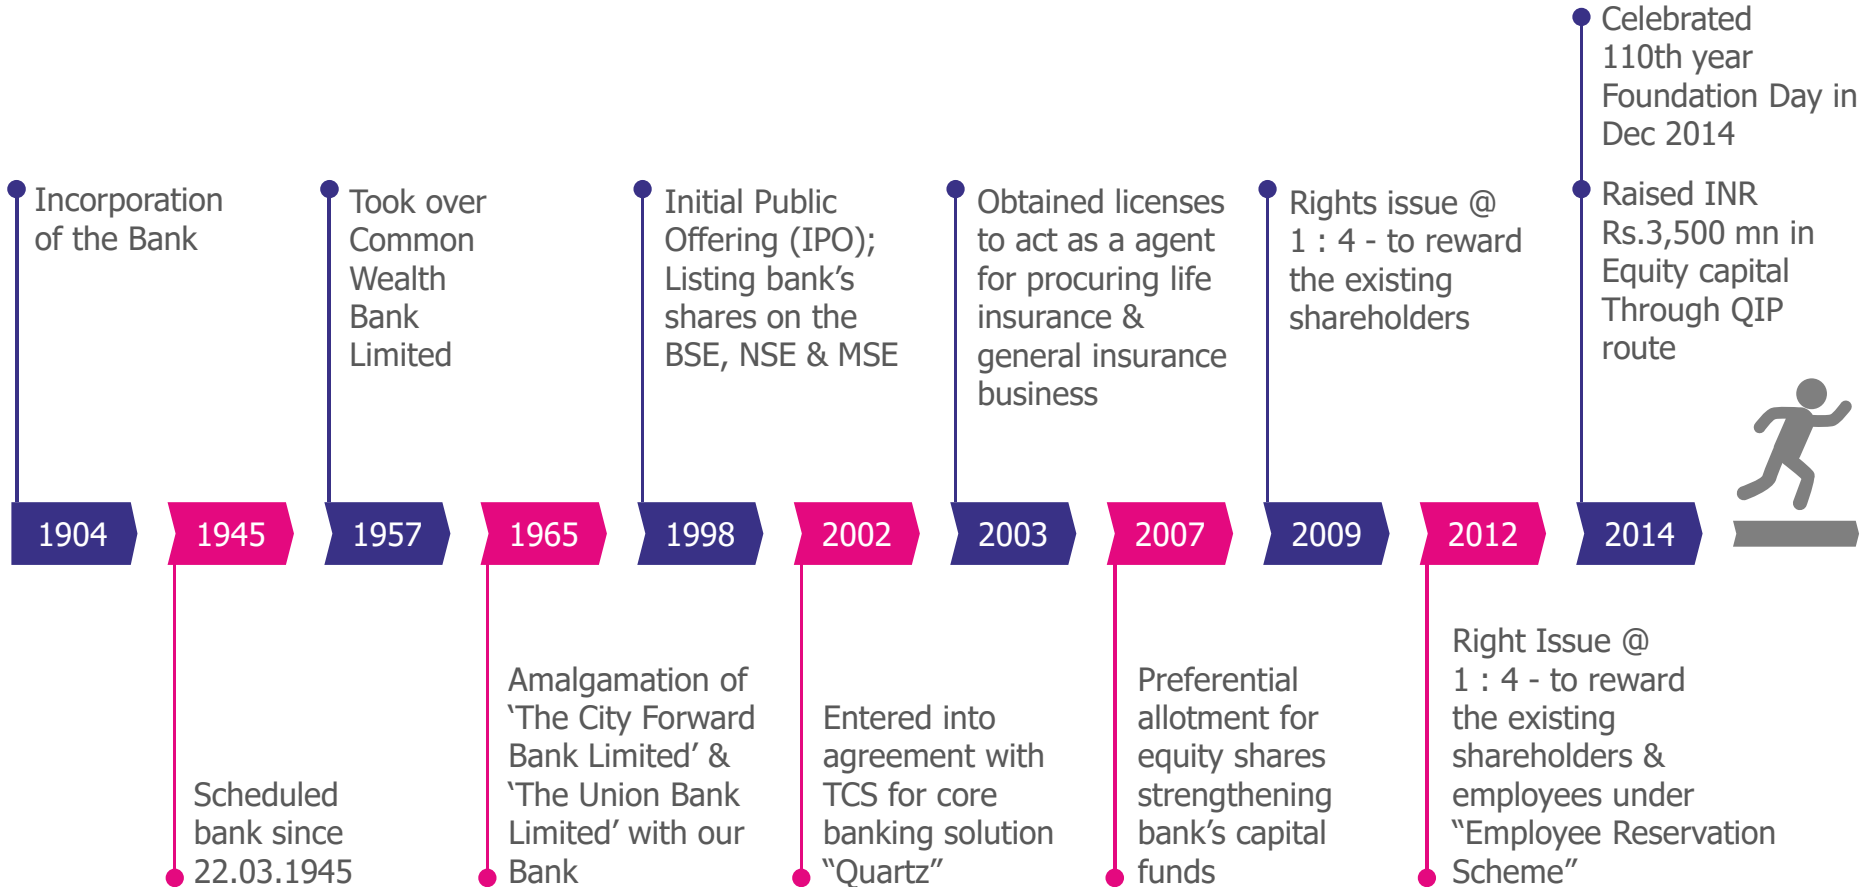 Celebrated
110th year
Foundation Day in
Dec 2014
Incorporation
of the Bank
Took over
Common
Wealth
Bank
Limited
Initial Public
Offering (IPO);
Listing bank’s
shares on the
BSE, NSE & MSE
Obtained licenses
to act as a agent
for procuring life
insurance &
general insurance
business
Rights issue @
1 : 4 - to reward
the existing
shareholders
Raised INR
Rs.3,500 mn in
Equity capital
Through QIP
route
1904
1945
1957
1965
1998
2002
2003
2007
2009
2012
2014
Scheduled
bank since
22.03.1945
Amalgamation of
‘The City Forward
Bank Limited’ &
‘The Union Bank
Limited’ with our
Bank
Entered into
agreement with
TCS for core
banking solution
“Quartz”
Preferential
allotment for
equity shares
strengthening
bank’s capital
funds
Right Issue @
1 : 4 - to reward
the existing
shareholders &
employees under
“Employee Reservation
Scheme”